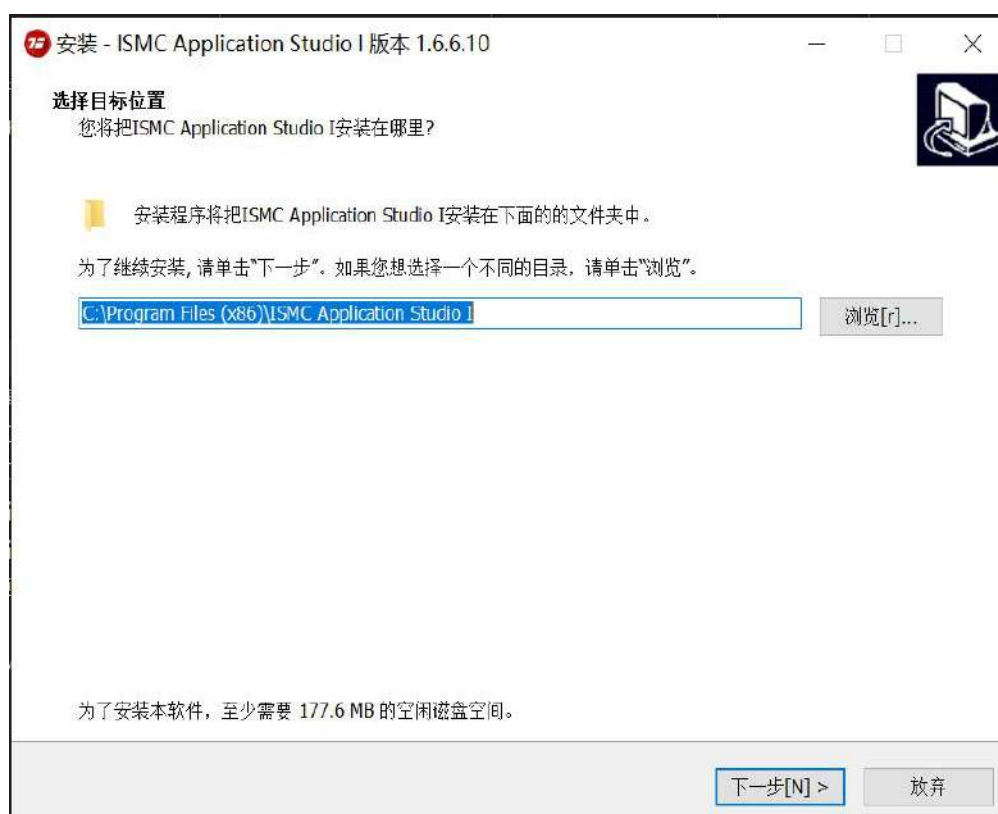 安装 - ISMC Application Studio I 版本 1.6.6.10
选择目标位置
您将把ISMC Application Studio I安装在哪里?
安装程序将把ISMC Application Studio I安装在下面的的文件夹中。
为了继续安装, 请单击“下一步”。如果您想选择一个不同的目录, 请单击“浏览”。
C:\Program Files (x86)\ISMC Application Studio I
浏览[r]...
为了安装本软件, 至少需要 177.6 MB 的空闲磁盘空间。
下一步[N] >
放弃